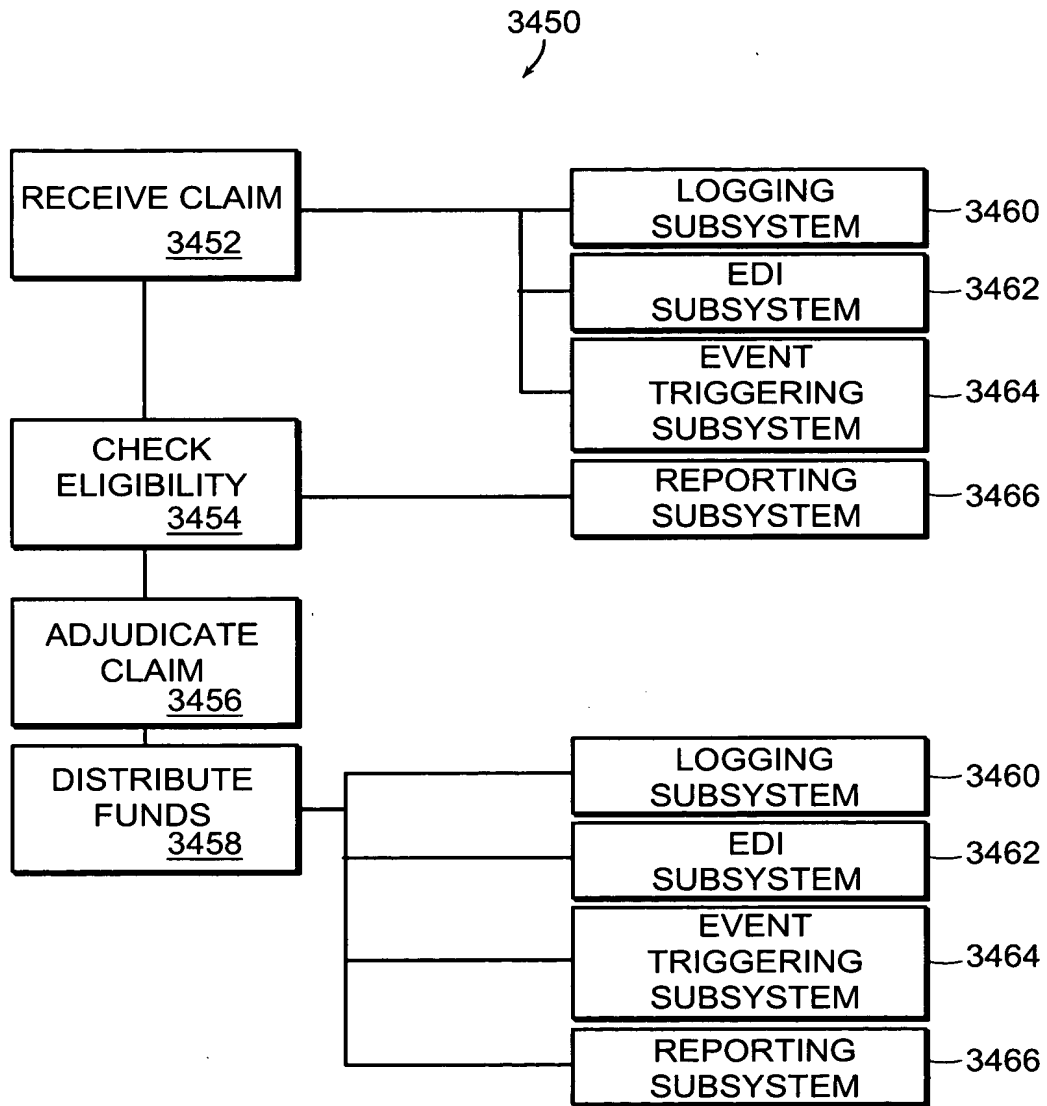 3450
RECEIVE CLAIM
3452
LOGGING
SUBSYSTEM
3460
EDI
SUBSYSTEM
3462
EVENT
TRIGGERING
SUBSYSTEM
3464
CHECK
ELIGIBILITY
3454
REPORTING
SUBSYSTEM
3466
ADJUDICATE
CLAIM
3456
DISTRIBUTE
FUNDS
3458
LOGGING
SUBSYSTEM
3460
EDI
SUBSYSTEM
3462
EVENT
TRIGGERING
SUBSYSTEM
3464
REPORTING
SUBSYSTEM
3466